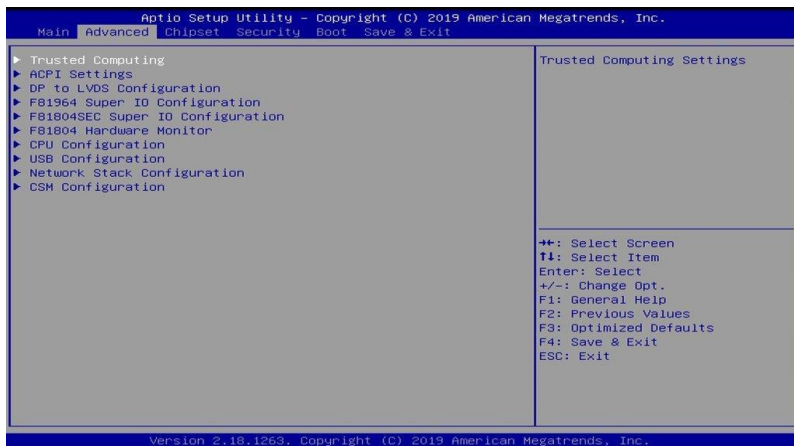 Aptio Setup Utility – Copyright (C) 2019 American Megatrends, Inc.
Main Advanced Chipset Security Boot Save & Exit
▶ Trusted Computing
▶ ACPI Settings
▶ DP to LVDS Configuration
▶ F81964 Super IO Configuration
▶ F81804SEC Super IO Configuration
▶ F81804 Hardware Monitor
▶ CPU Configuration
▶ USB Configuration
▶ Network Stack Configuration
▶ CSM Configuration
Trusted Computing Settings
→←: Select Screen
↑↓: Select Item
Enter: Select
+/-: Change Opt.
F1: General Help
F2: Previous Values
F3: Optimized Defaults
F4: Save & Exit
ESC: Exit
Version 2.18.1263. Copyright (C) 2019 American Megatrends, Inc.